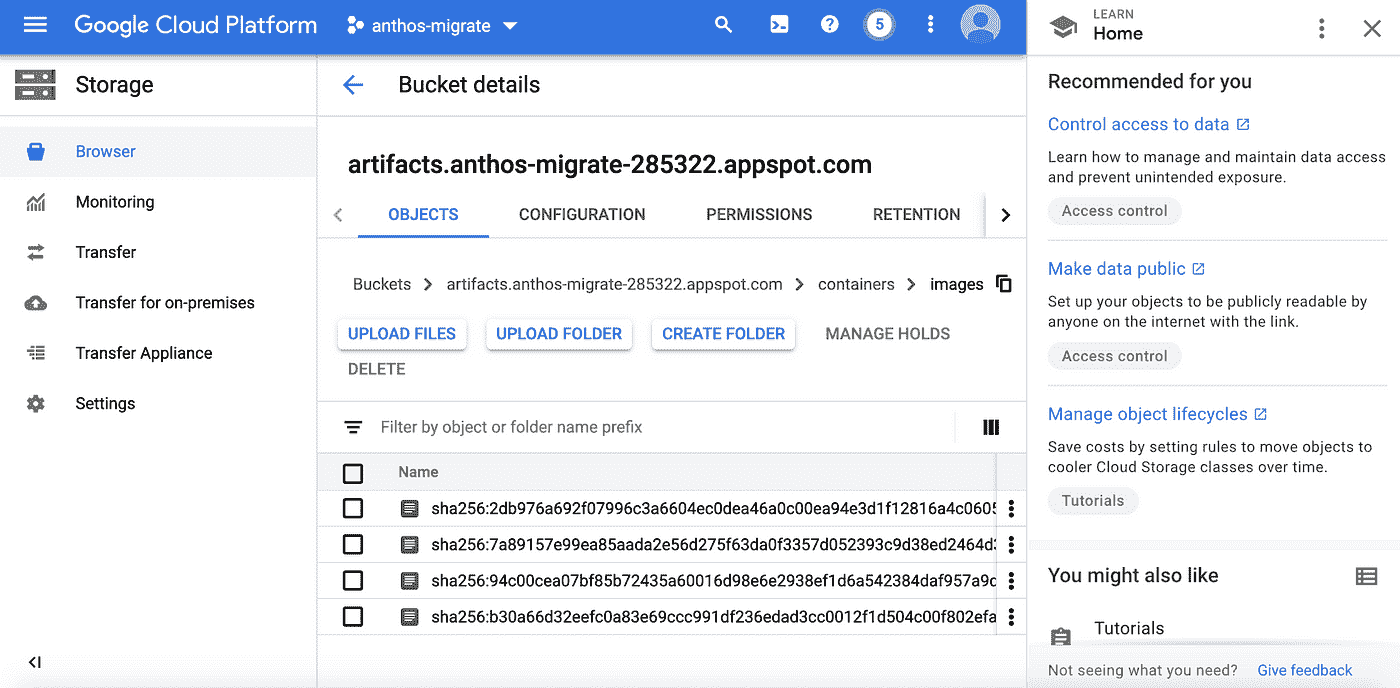 Google Cloud Platform
anthos-migrate
5
Storage
Browser
Monitoring
Transfer
Transfer for on-premises
Transfer Appliance
Settings
Bucket details
artifacts.anthos-migrate-285322.appspot.com
OBJECTS CONFIGURATION PERMISSIONS RETENTION
Buckets artifacts.anthos-migrate-285322.appspot.com containers images
UPLOAD FILES UPLOAD FOLDER CREATE FOLDER MANAGE HOLDS
DELETE
Filter by object or folder name prefix
Name
sha256:2db976a692f07996c3a6604ec0dea46a0c00ea94e3d1f12816a4c0605
sha256:7a89157e99ea85aada2e56d275f63da0f3357d052393c9d38ed2464d3
sha256:94c00cea07bf85b72435a60016d98e6e2938ef1d6a542384daf957a9c
sha256:b30a66d32eefc0a83e69ccc991df236edad3cc0012f1d504c00f802efa
LEARN
Home
Recommended for you
Control access to data
Learn how to manage and maintain data access
and prevent unintended exposure.
Access control
Make data public
Set up your objects to be publicly readable by
anyone on the internet with the link.
Access control
Manage object lifecycles
Save costs by setting rules to move objects to
cooler Cloud Storage classes over time.
Tutorials
You might also like
Tutorials
Not seeing what you need? Give feedback